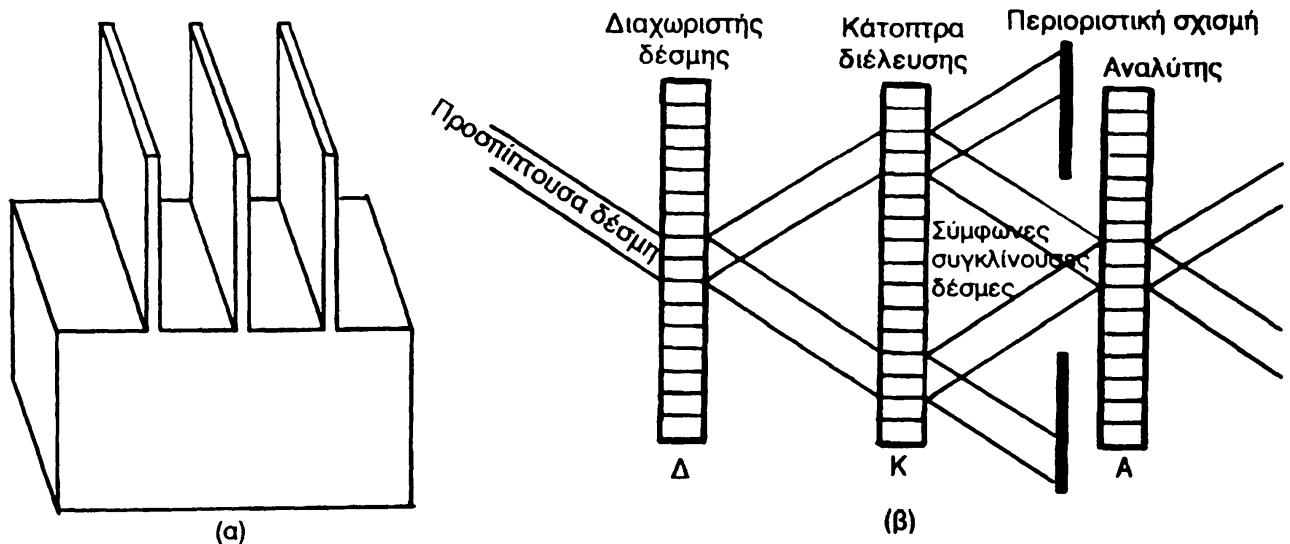 (α)
Διαχωριστής
δέσμης
Κάτοπτρα
διέλευσης
Περιοριστική σχισμή
Αναλύτης
Προσπίπτουσα δέσμη
Σύμφωνες
συγκλίνουσες
δέσμες
Δ
Κ
Α
(β)